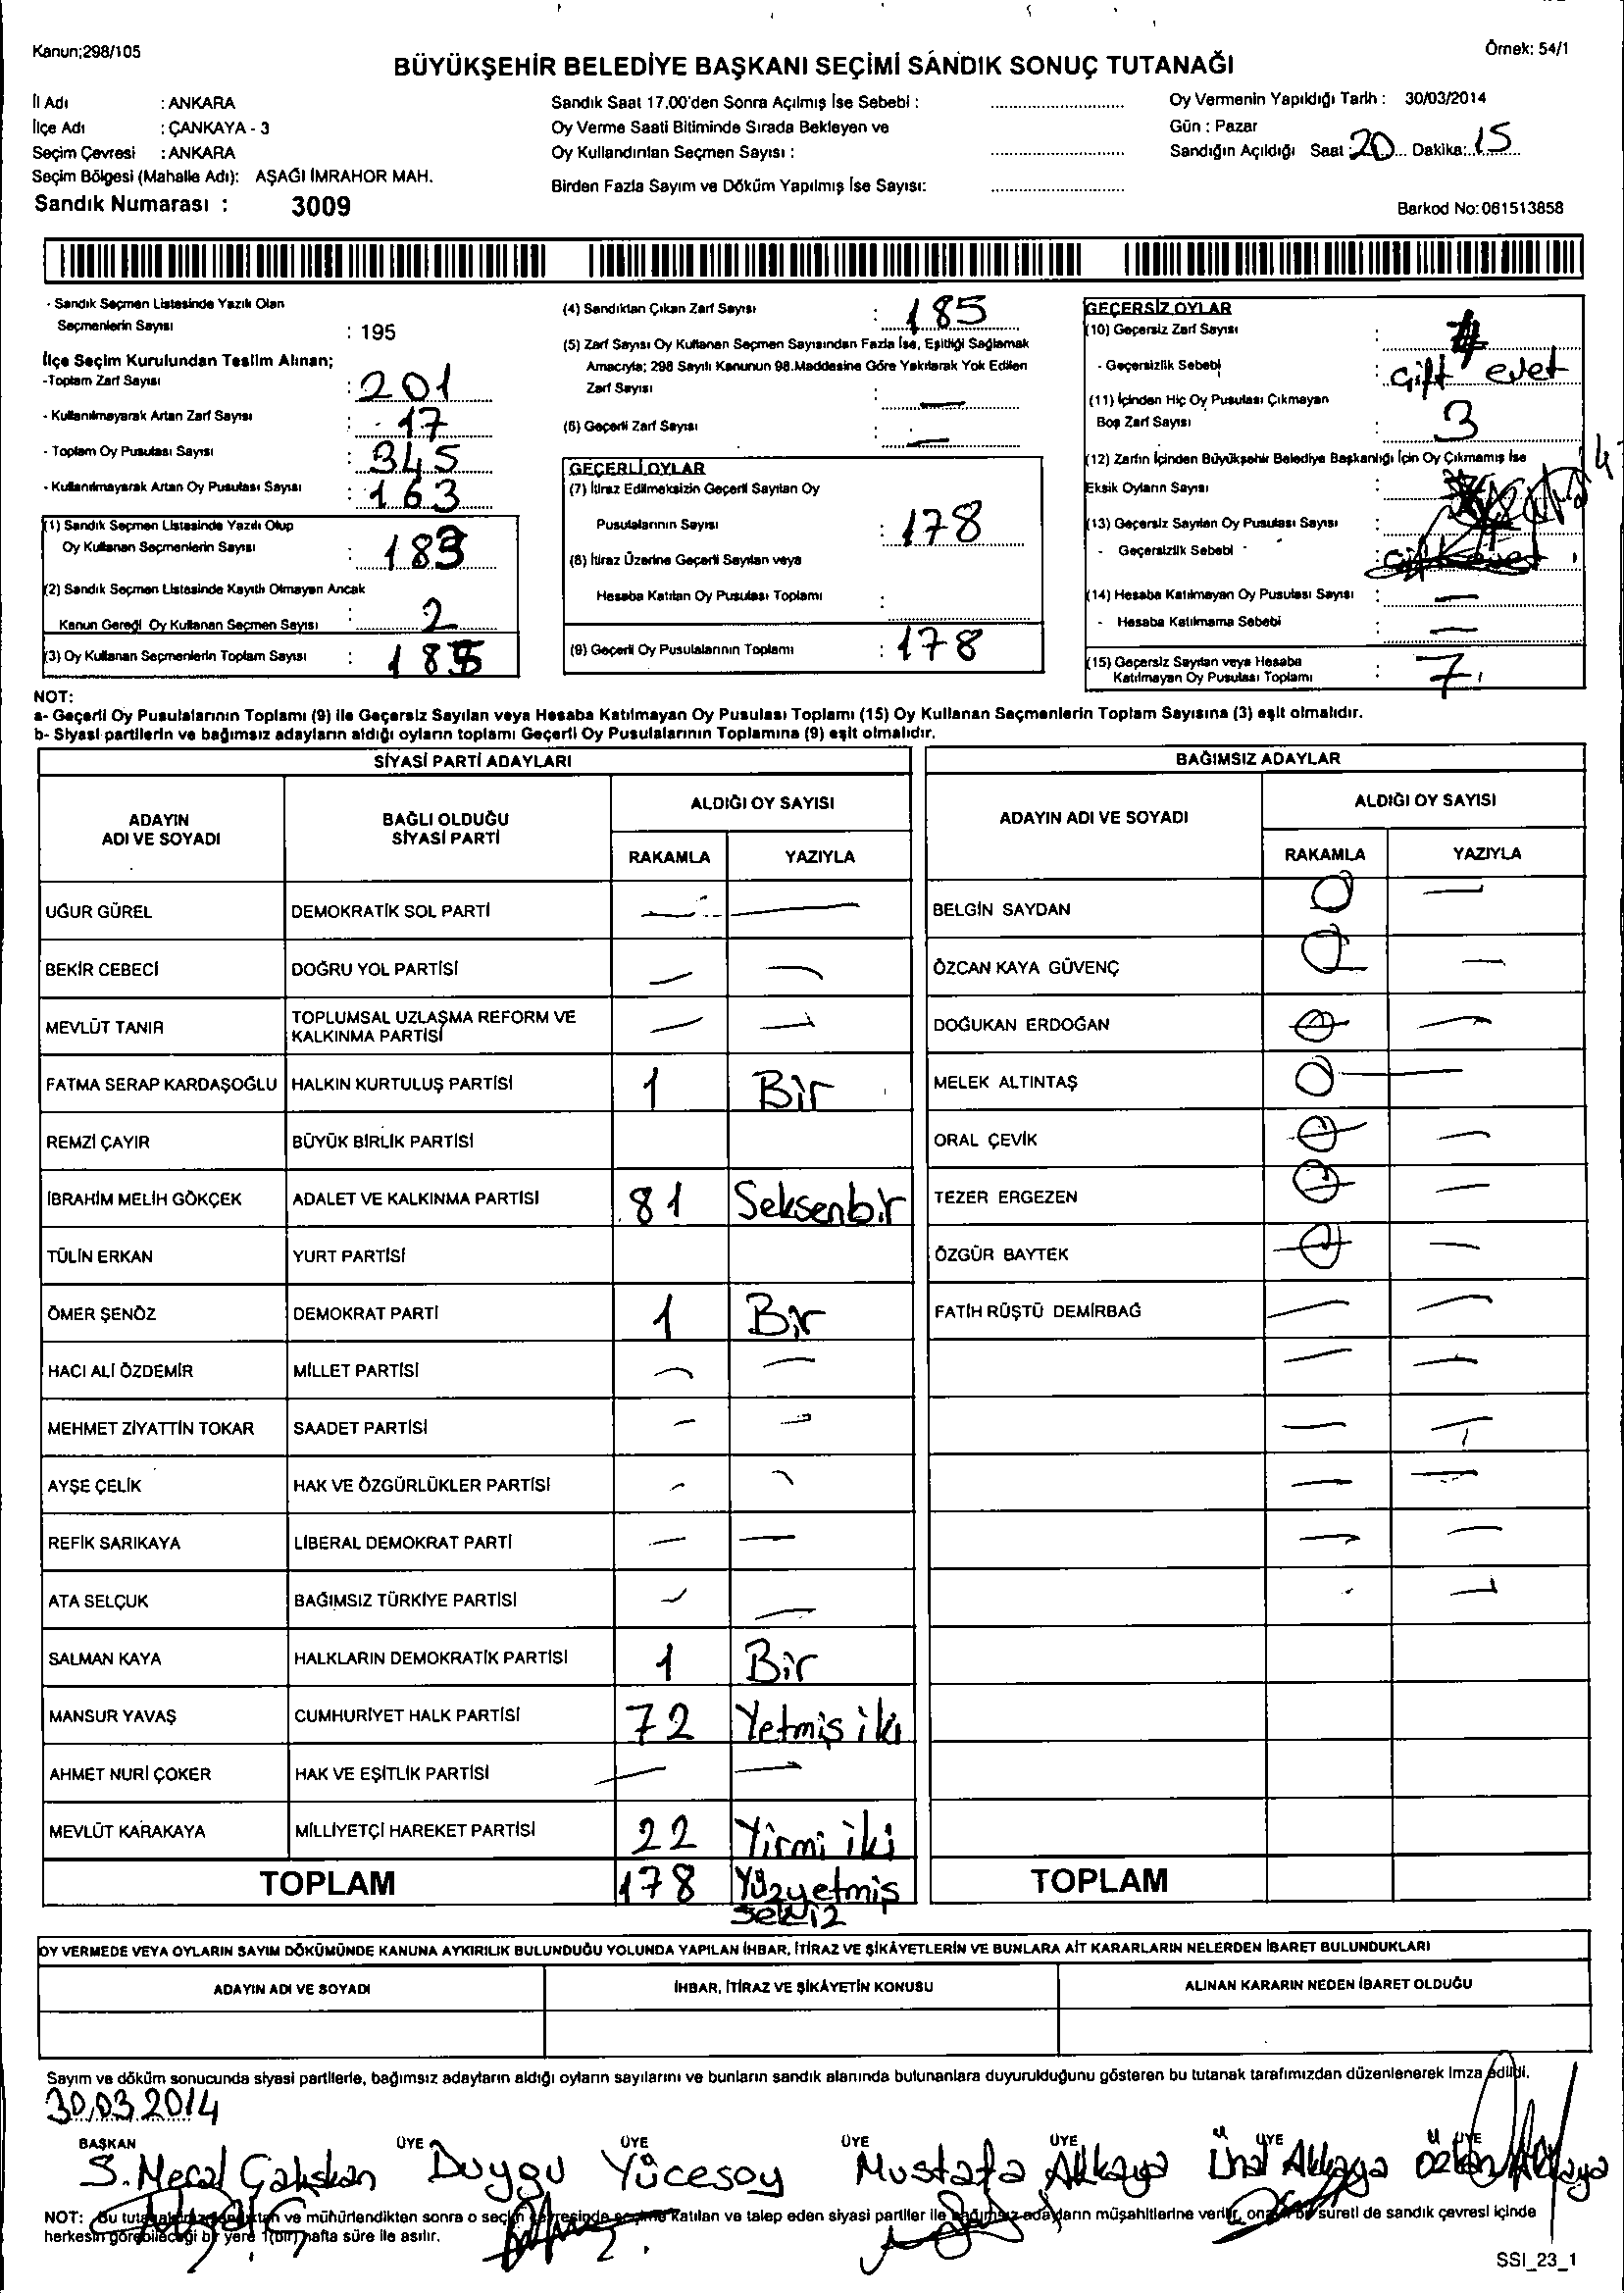 Kanun;298/105
Örnek: 54/1
BÜYÜKŞEHİR BELEDİYE BAŞKANI SEÇİMİ SANDIK SONUÇ TUTANAĞI
İl Adı : ANKARA
İlçe Adı : ÇANKAYA - 3
Seçim Çevresi : ANKARA
Seçim Bölgesi (Mahalle Adı): AŞAĞI İMRAHOR MAH.
Sandık Numarası : 3009
Sandık Saat 17.00'den Sonra Açılmış İse Sebebi :
Oy Verme Saati Bitiminde Sırada Bekleyen ve
Oy Kullandırılan Seçmen Sayısı :
Birden Fazla Sayım ve Döküm Yapılmış İse Sayısı:
Oy Vermenin Yapıldığı Tarih : 30/03/2014
Gün : Pazar
Sandığın Açıldığı Saat : 20 Dakika: 15
Barkod No:061513858
- Sandık Seçmen Listesinde Yazılı Olan
Seçmenlerin Sayısı : 195
İlçe Seçim Kurulundan Teslim Alınan;
-Toplam Zarf Sayısı : 201
- Kullanılmayarak Artan Zarf Sayısı : 17
- Toplam Oy Pusulası Sayısı : 345
- Kullanılmayarak Artan Oy Pusulası Sayısı : 163
(1) Sandık Seçmen Listesinde Yazılı Olup
Oy Kullanan Seçmenlerin Sayısı : 183
(2) Sandık Seçmen Listesinde Kayıtlı Olmayan Ancak
Kanun Gereği Oy Kullanan Seçmen Sayısı : 2
(3) Oy Kullanan Seçmenlerin Toplam Sayısı : 185
(4) Sandıktan Çıkan Zarf Sayısı : 185
(5) Zarf Sayısı Oy Kullanan Seçmen Sayısından Fazla İse, Eşitliği Sağlamak
Amacıyla; 298 Sayılı Kanunun 98.Maddesine Göre Yakılarak Yok Edilen
Zarf Sayısı : —
(6) Geçerli Zarf Sayısı : —
GEÇERLİ OYLAR
(7) İtiraz Edilmeksizin Geçerli Sayılan Oy
Pusulalarının Sayısı : 178
(8) İtiraz Üzerine Geçerli Sayılan veya
Hesaba Katılan Oy Pusulası Toplamı :
(9) Geçerli Oy Pusulalarının Toplamı : 178
GEÇERSİZ OYLAR
(10) Geçersiz Zarf Sayısı :
- Geçersizlik Sebebi : Çift evet
(11) İçinden Hiç Oy Pusulası Çıkmayan
Boş Zarf Sayısı : 3
(12) Zarfın İçinden Büyükşehir Belediye Başkanlığı İçin Oy Çıkmamış İse
Eksik Oyların Sayısı :
(13) Geçersiz Sayılan Oy Pusulası Sayısı : 4
- Geçersizlik Sebebi :
(14) Hesaba Katılmayan Oy Pusulası Sayısı : —
- Hesaba Katılmama Sebebi : —
(15) Geçersiz Sayılan veya Hesaba
Katılmayan Oy Pusulası Toplamı : 7
NOT:
a- Geçerli Oy Pusulalarının Toplamı (9) ile Geçersiz Sayılan veya Hesaba Katılmayan Oy Pusulası Toplamı (15) Oy Kullanan Seçmenlerin Toplam Sayısına (3) eşit olmalıdır.
b- Siyasi partilerin ve bağımsız adayların aldığı oyların toplamı Geçerli Oy Pusulalarının Toplamına (9) eşit olmalıdır.
SİYASİ PARTİ ADAYLARI
ADAYIN ADI VE SOYADI BAĞLI OLDUĞU SİYASİ PARTİ ALDIĞI OY SAYISI
RAKAMLA YAZIYLA
UĞUR GÜREL DEMOKRATİK SOL PARTİ — —
BEKİR CEBECİ DOĞRU YOL PARTİSİ — —
MEVLÜT TANIR TOPLUMSAL UZLAŞMA REFORM VE KALKINMA PARTİSİ — —
FATMA SERAP KARDAŞOĞLU HALKIN KURTULUŞ PARTİSİ 1 Bir
REMZİ ÇAYIR BÜYÜK BİRLİK PARTİSİ
İBRAHİM MELİH GÖKÇEK ADALET VE KALKINMA PARTİSİ 81 Seksenbir
TÜLİN ERKAN YURT PARTİSİ
ÖMER ŞENÖZ DEMOKRAT PARTİ 1 Bir
HACI ALİ ÖZDEMİR MİLLET PARTİSİ — —
MEHMET ZİYATTİN TOKAR SAADET PARTİSİ — —
AYŞE ÇELİK HAK VE ÖZGÜRLÜKLER PARTİSİ — —
REFİK SARIKAYA LİBERAL DEMOKRAT PARTİ — —
ATA SELÇUK BAĞIMSIZ TÜRKİYE PARTİSİ — —
SALMAN KAYA HALKLARIN DEMOKRATİK PARTİSİ 1 Bir
MANSUR YAVAŞ CUMHURİYET HALK PARTİSİ 72 Yetmiş iki
AHMET NURİ ÇOKER HAK VE EŞİTLİK PARTİSİ — —
MEVLÜT KARAKAYA MİLLİYETÇİ HAREKET PARTİSİ 22 Yirmi iki
TOPLAM 178 Yüzyetmiş sekiz
BAĞIMSIZ ADAYLAR
ADAYIN ADI VE SOYADI ALDIĞI OY SAYISI
RAKAMLA YAZIYLA
BELGİN SAYDAN 0 —
ÖZCAN KAYA GÜVENÇ 0 —
DOĞUKAN ERDOĞAN 0 —
MELEK ALTINTAŞ 0 —
ORAL ÇEVİK 0 —
TEZER ERGEZEN 0 —
ÖZGÜR BAYTEK 0 —
FATİH RÜŞTÜ DEMİRBAĞ — —
TOPLAM
OY VERMEDE VEYA OYLARIN SAYIM DÖKÜMÜNDE KANUNA AYKIRILIK BULUNDUĞU YOLUNDA YAPILAN İHBAR, İTİRAZ VE ŞİKÂYETLERİN VE BUNLARA AİT KARARLARIN NELERDEN İBARET BULUNDUKLARI
ADAYIN ADI VE SOYADI İHBAR, İTİRAZ VE ŞİKÂYETİN KONUSU ALINAN KARARIN NEDEN İBARET OLDUĞU
Sayım ve döküm sonucunda siyasi partilerle, bağımsız adayların aldığı oyların sayılarını ve bunların sandık alanında bulunanlara duyurulduğunu gösteren bu tutanak tarafımızdan düzenlenerek imza edildi.
30.03.2014
BAŞKAN ÜYE ÜYE ÜYE ÜYE ÜYE ÜYE
S. Meral Çalışkan Duygu Yücesoy Mustafa Akkaya Ünal Akkaya
NOT: Bu ve mühürlendikten sonra o seçim katılan ve talep eden siyasi partiler ile bağımsız adayların müşahitlerine verilir, sureti de sandık çevresi içinde
herkesin görebileceği bir yere 1(bir) hafta süre ile asılır.
SSI_23_1